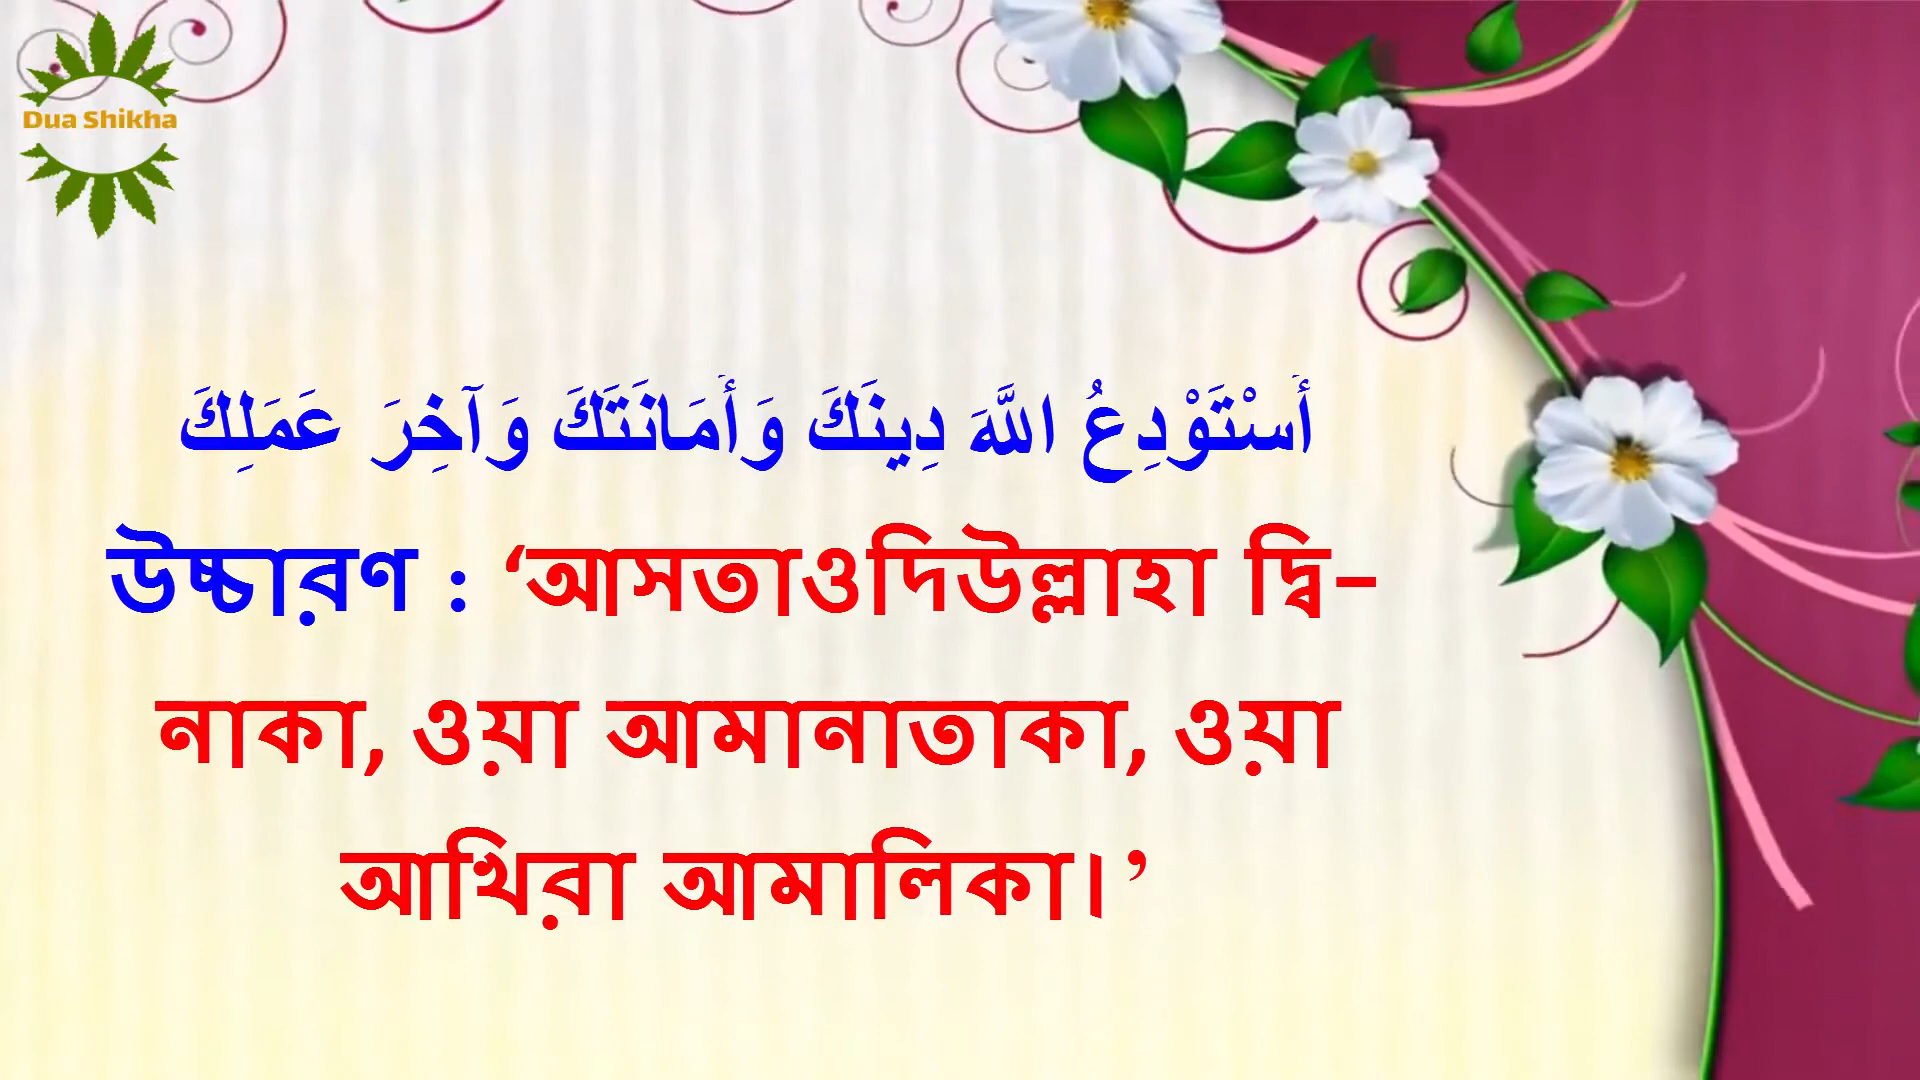 Dua Shikha
أَسْتَوْدِعُ اللَّهَ دِينَكَ وَأَمَانَتَكَ وَآخِرَ عَمَلِكَ
উচ্চারণ : ‘আসতাওদিউল্লাহা দ্বি-
নাকা, ওয়া আমানাতাকা, ওয়া
আখিরা আমালিকা।’